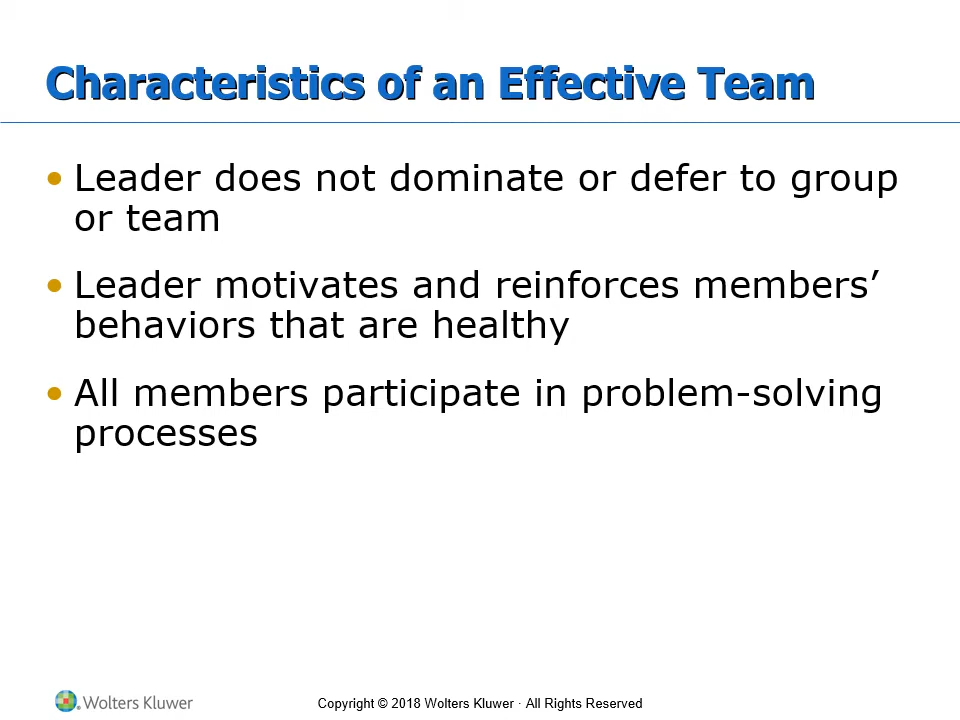 Characteristics of an Effective Team
• Leader does not dominate or defer to group
or team
• Leader motivates and reinforces members’
behaviors that are healthy
• All members participate in problem-solving
processes
Wolters Kluwer
Copyright © 2018 Wolters Kluwer · All Rights Reserved